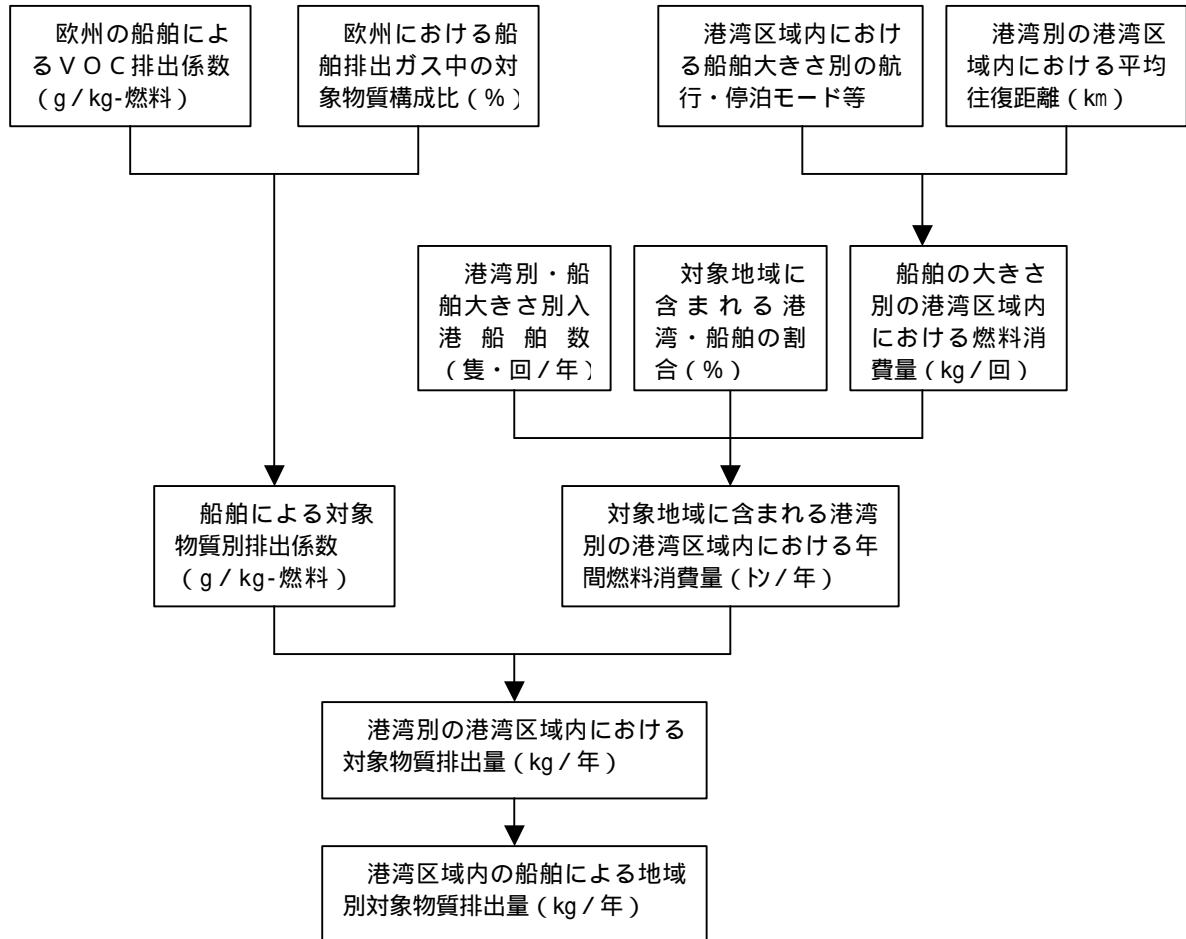 欧州の船舶によ
るＶＯＣ排出係数
（g／kg-燃料）
欧州における船
舶排出ガス中の対
象物質構成比（％）
港湾区域内におけ
る船舶大きさ別の航
行・停泊モード等
港湾別の港湾区
域内における平均
往復距離（㎞）
港湾別・船
舶大きさ別入
港船舶数
（隻・回／年）
対象地域に
含まれる港
湾・船舶の割
合（％）
船舶の大きさ
別の港湾区域内
における燃料消
費量（kg／回）
船舶による対象
物質別排出係数
（g／kg-燃料）
対象地域に含まれる港湾
別の港湾区域内における年
間燃料消費量（㌧／年）
港湾別の港湾区域内における
対象物質排出量（kg／年）
港湾区域内の船舶による地域
別対象物質排出量（kg／年）